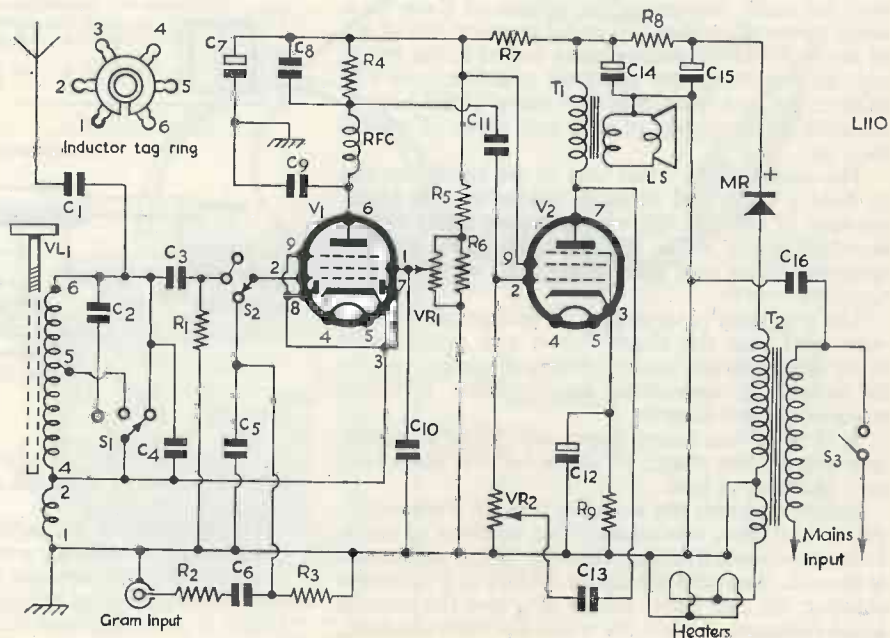 3
4
2
5
1
6
Inductor tag ring
C1
VL1
6
C2
5
S1
4
C4
2
1
C3
R1
S2
C5
Gram Input
R2
C6
R3
C7
C8
R4
RFC
C9
V1
6
9
2
8
1
7
4
5
3
C10
R5
R6
VR1
C11
R7
T1
V2
7
9
2
3
4
5
VR2
C12
R9
C13
R8
C14
C15
LS
L110
MR
+
C16
T2
S3
Mains
Input
Heaters